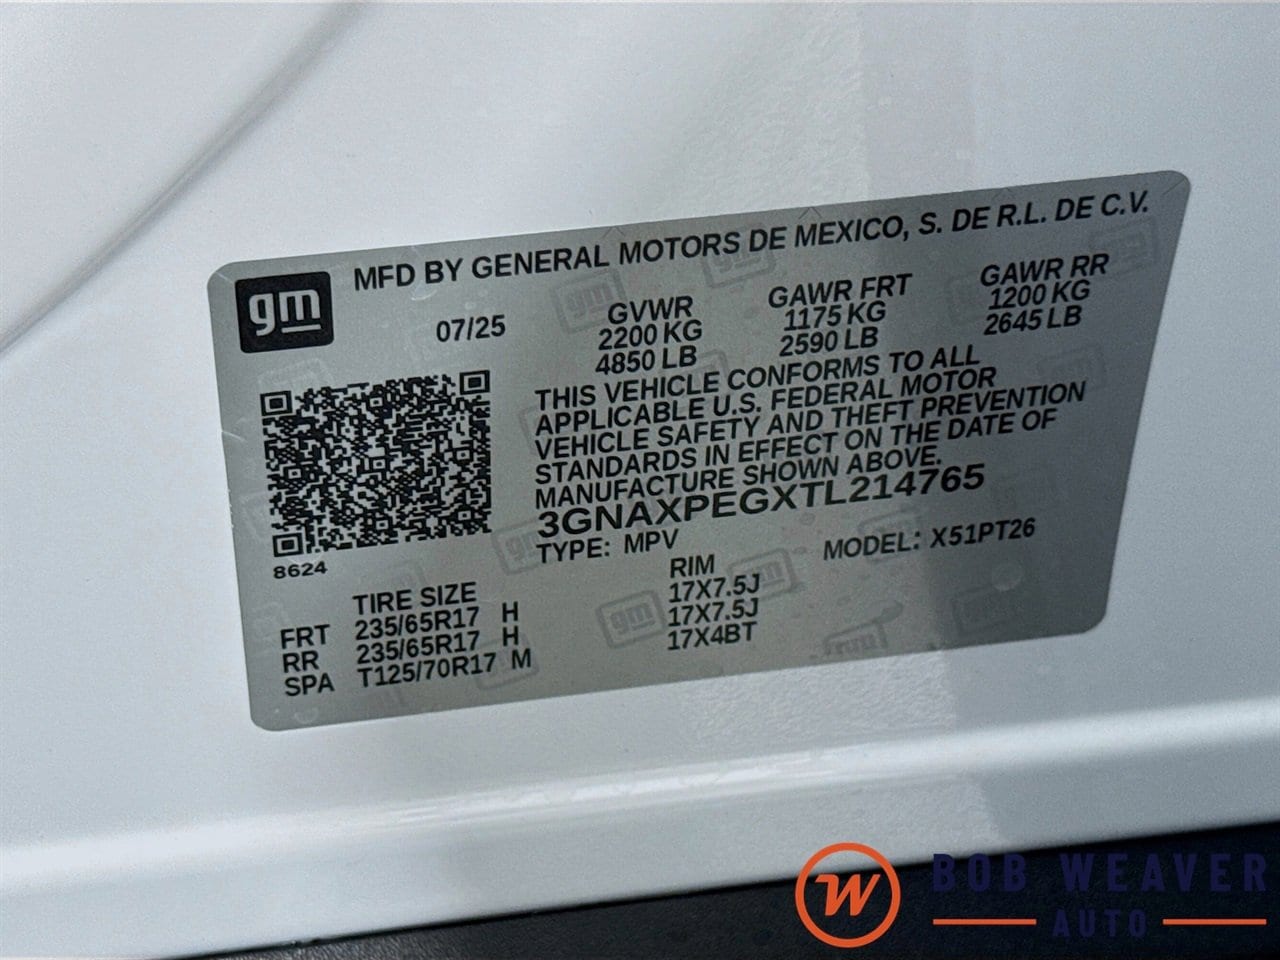 MFD BY GENERAL MOTORS DE MEXICO, S. DE R.L. DE C.V.
gm
07/25
GVWR
2200 KG
4850 LB
GAWR FRT
1175 KG
2590 LB
GAWR RR
1200 KG
2645 LB
THIS VEHICLE CONFORMS TO ALL
APPLICABLE U.S. FEDERAL MOTOR
VEHICLE SAFETY AND THEFT PREVENTION
STANDARDS IN EFFECT ON THE DATE OF
MANUFACTURE SHOWN ABOVE.
3GNAXPEGXTL214765
TYPE: MPV MODEL: X51PT26
8624
TIRE SIZE RIM
FRT 235/65R17 H 17X7.5J
RR 235/65R17 H 17X7.5J
SPA T125/70R17 M 17X4BT
W
BOB WEAVER
AUTO